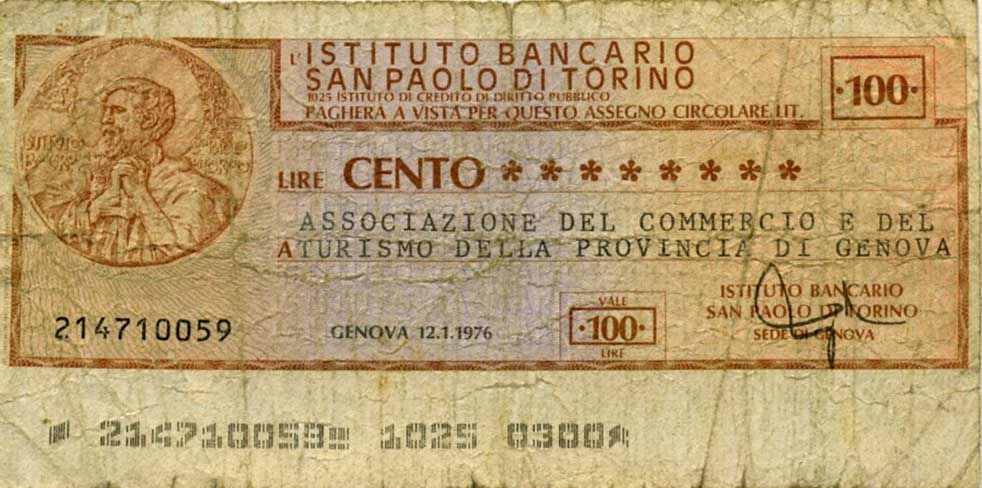 L'ISTITUTO BANCARIO
SAN PAOLO DI TORINO
1025 ISTITUTO DI CREDITO DI DIRITTO PUBBLICO
PAGHERÀ A VISTA PER QUESTO ASSEGNO CIRCOLARE LIT.
·100·
LIRE CENTO * * * * * * * *
ASSOCIAZIONE DEL COMMERCIO E DEL
A TURISMO DELLA PROVINCIA DI GENOVA
214710059
GENOVA 12.1.1976
VALE
·100·
LIRE
ISTITUTO BANCARIO
SAN PAOLO DI TORINO
SEDE DI GENOVA
214710059 1025 0300